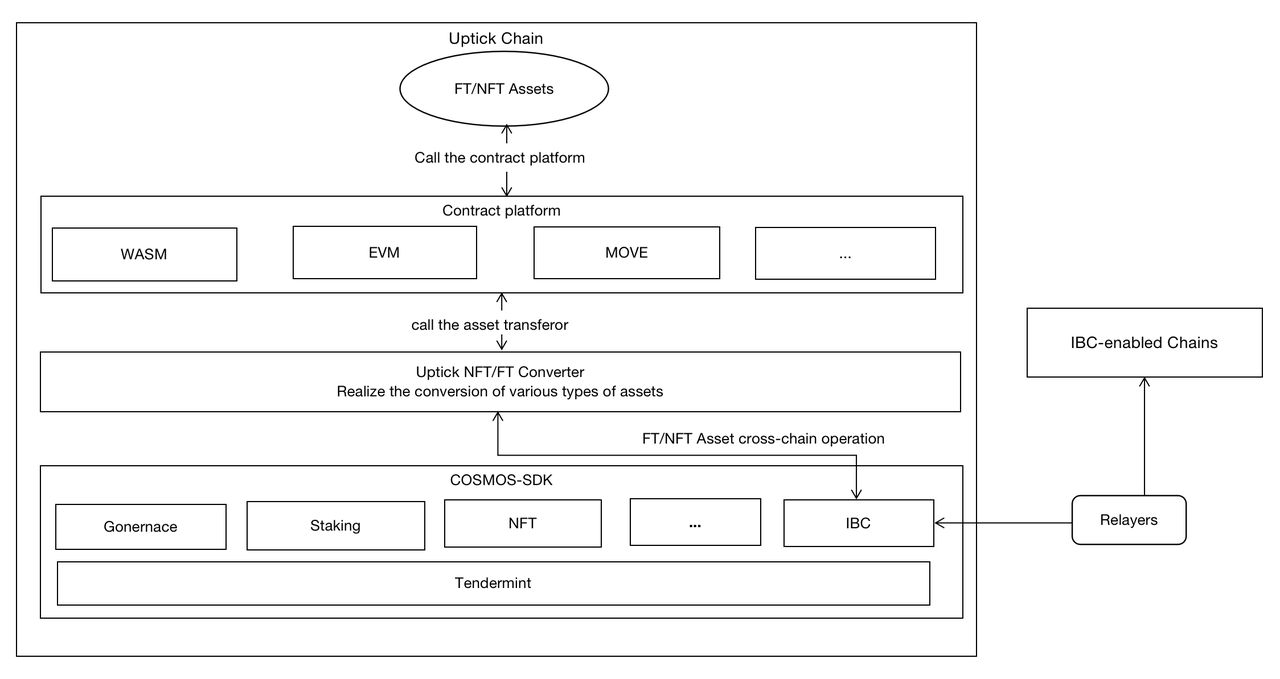 Uptick Chain
FT/NFT Assets
Call the contract platform
Contract platform
WASM
EVM
MOVE
...
call the asset transferor
Uptick NFT/FT Converter
Realize the conversion of various types of assets
IBC-enabled Chains
FT/NFT Asset cross-chain operation
COSMOS-SDK
Gonernace
Staking
NFT
...
IBC
Relayers
Tendermint